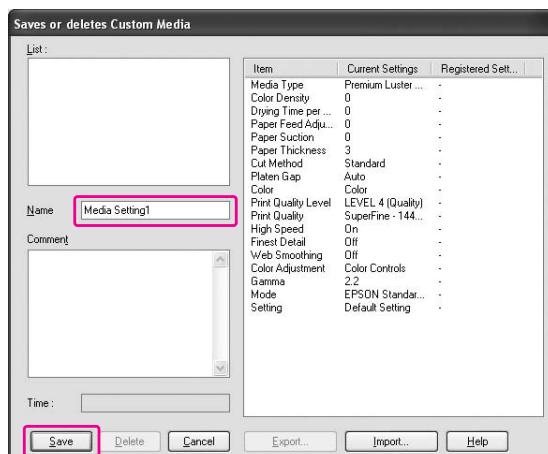 Saves or deletes Custom Media
List :
Item Current Settings Registered Sett...
Media Type Premium Luster ... -
Color Density 0 -
Drying Time per ... 0 -
Paper Feed Adju... 0 -
Paper Suction 0 -
Paper Thickness 3 -
Cut Method Standard -
Platen Gap Auto -
Color Color -
Print Quality Level LEVEL 4 (Quality) -
Print Quality SuperFine - 144... -
High Speed On -
Finest Detail Off -
Web Smoothing Off -
Color Adjustment Color Controls -
Gamma 2.2 -
Mode EPSON Standar... -
Setting Default Setting -
Name Media Setting1
Comment
Time :
Save Delete Cancel Export... Import... Help